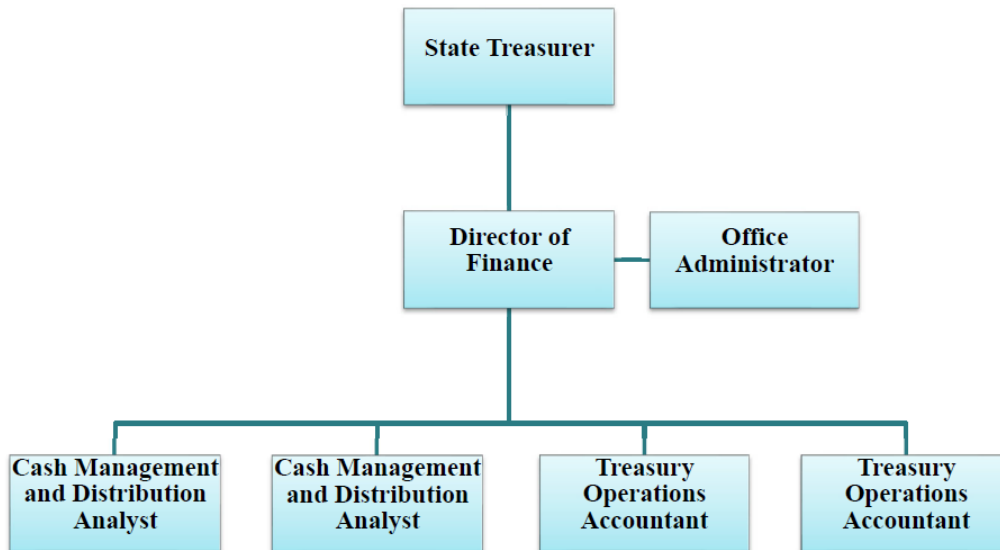 State Treasurer
Director of
Finance
Office
Administrator
Cash Management
and Distribution
Analyst
Cash Management
and Distribution
Analyst
Treasury
Operations
Accountant
Treasury
Operations
Accountant